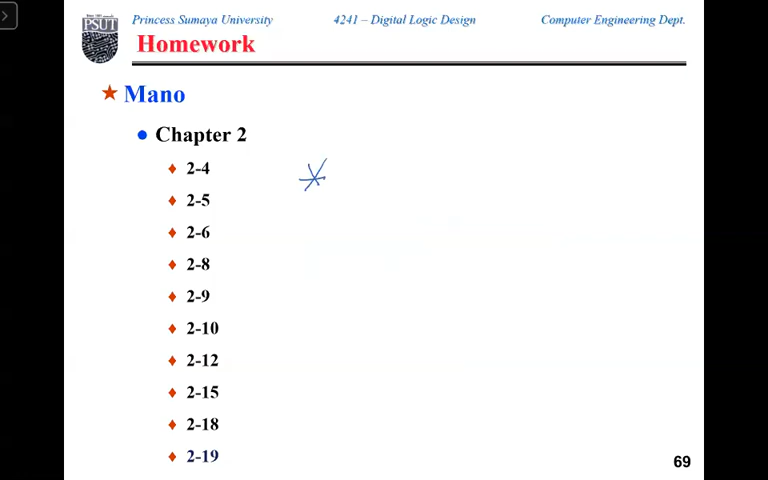 Princess Sumaya University 4241 – Digital Logic Design Computer Engineering Dept.
PSUT
Homework
Mano
Chapter 2
2-4
2-5
2-6
2-8
2-9
2-10
2-12
2-15
2-18
2-19
69